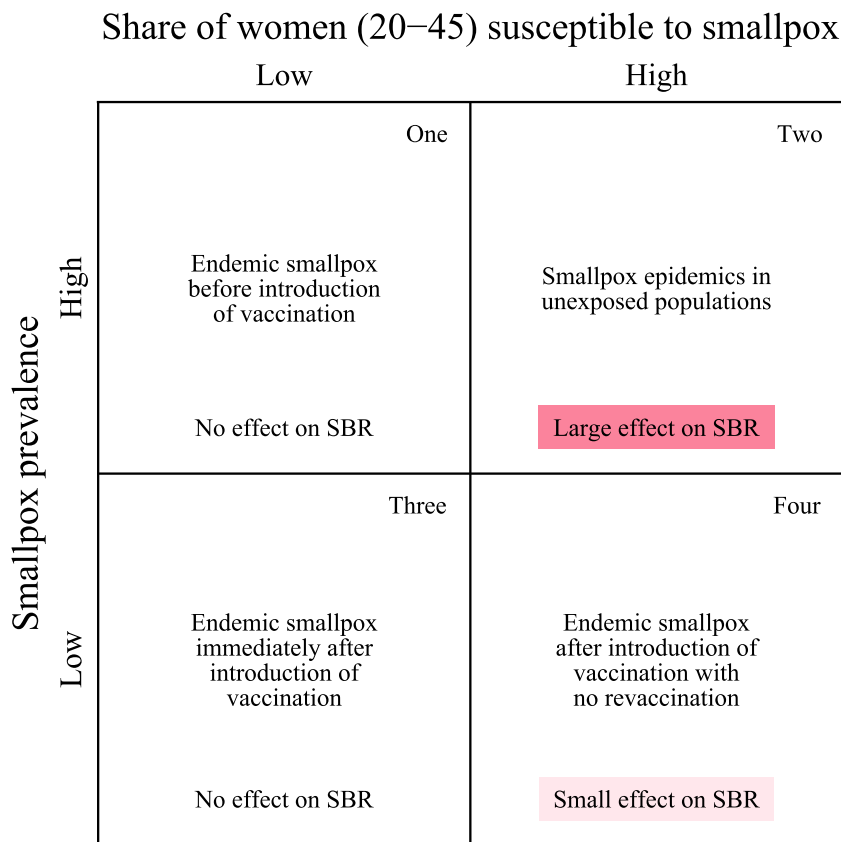 Share of women (20−45) susceptible to smallpox
Low
High
Smallpox prevalence
High
One
Endemic smallpox
before introduction
of vaccination
No effect on SBR
Two
Smallpox epidemics in
unexposed populations
Large effect on SBR
Low
Three
Endemic smallpox
immediately after
introduction of
vaccination
No effect on SBR
Four
Endemic smallpox
after introduction of
vaccination with
no revaccination
Small effect on SBR